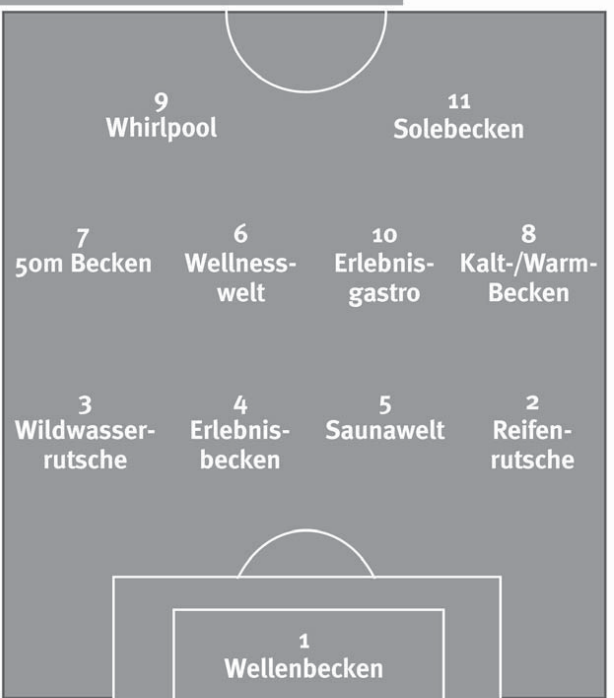 9
Whirlpool
11
Solebecken
7
50m Becken
6
Wellness-
welt
10
Erlebnis-
gastro
8
Kalt-/Warm-
Becken
3
Wildwasser-
rutsche
4
Erlebnis-
becken
5
Saunawelt
2
Reifen-
rutsche
1
Wellenbecken